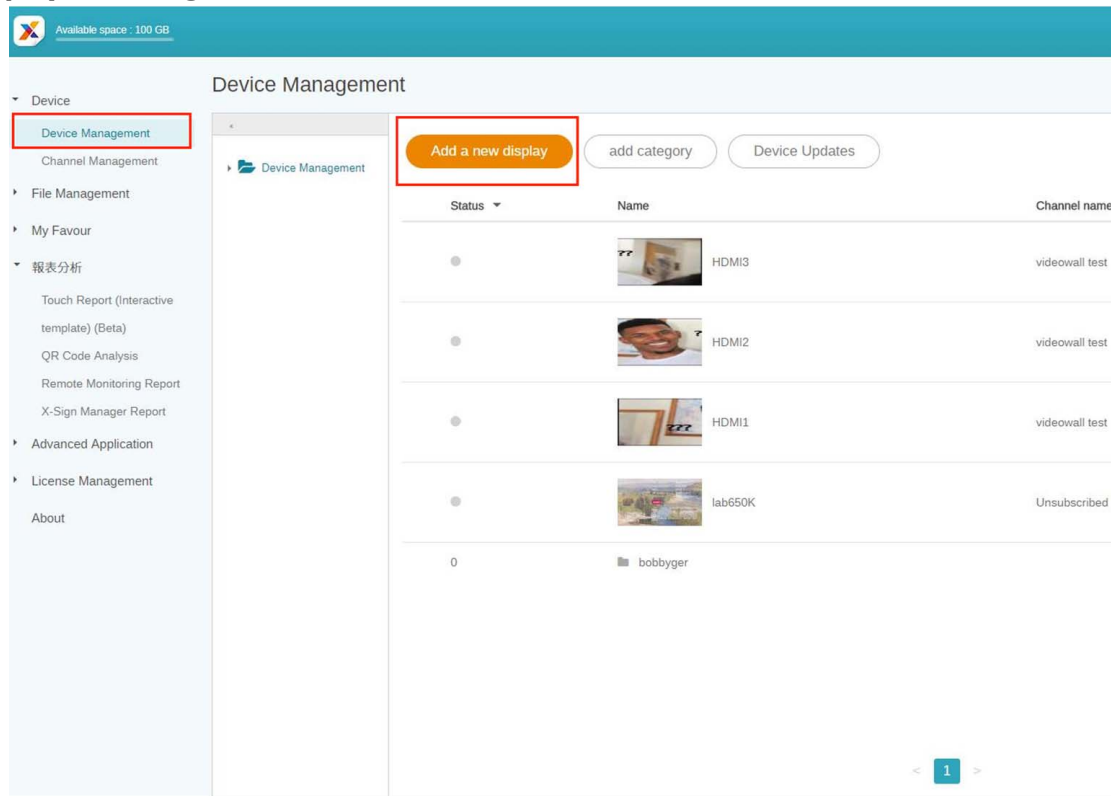 Available space : 100 GB
Device Management
Device
Device Management
Channel Management
File Management
My Favour
報表分析
Touch Report (Interactive
template) (Beta)
QR Code Analysis
Remote Monitoring Report
X-Sign Manager Report
Advanced Application
License Management
About
Device Management
Add a new display
add category
Device Updates
Status Name Channel name
?? HDMI3 videowall test
? HDMI2 videowall test
??? HDMI1 videowall test
lab650K Unsubscribed
0 bobbyger
< 1 >